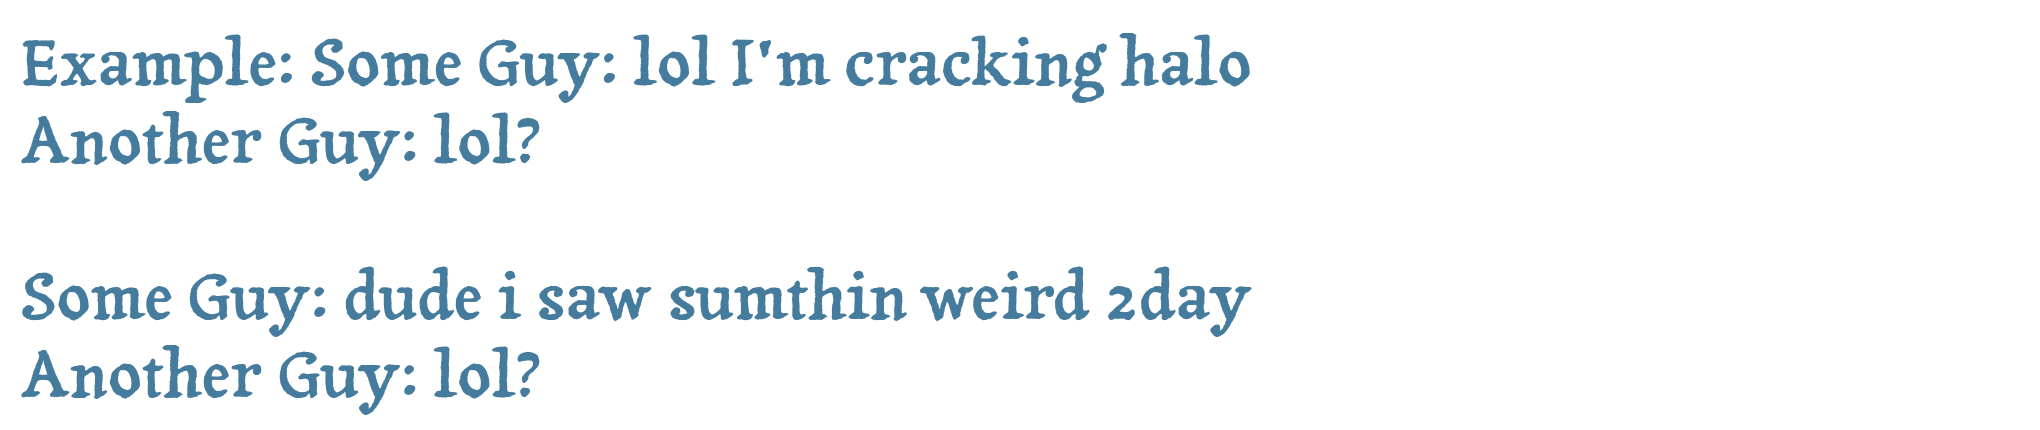 Example: Some Guy: lol I'm cracking halo
Another Guy: lol?
Some Guy: dude i saw sumthin weird 2day
Another Guy: lol?